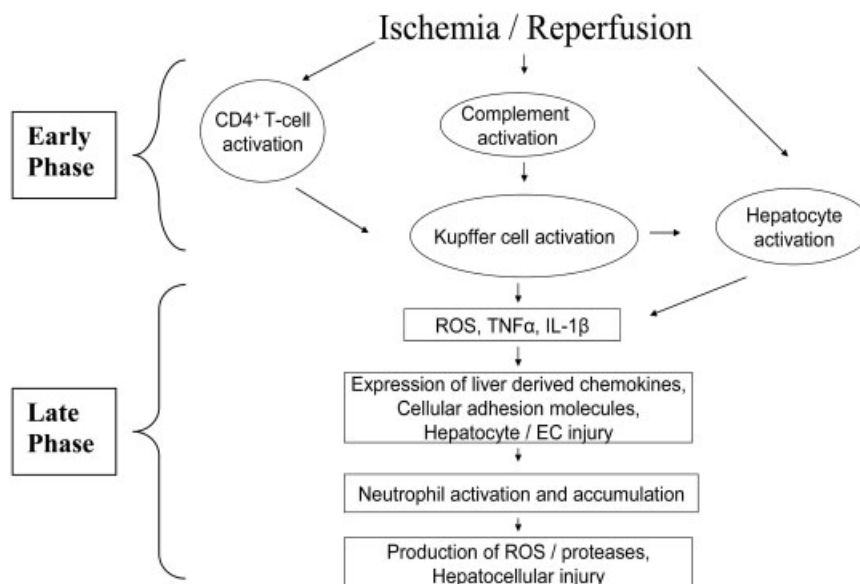 Ischemia / Reperfusion
Early
Phase
CD4⁺ T-cell
activation
Complement
activation
Kupffer cell activation
Hepatocyte
activation
Late
Phase
ROS, TNFα, IL-1β
Expression of liver derived chemokines,
Cellular adhesion molecules,
Hepatocyte / EC injury
Neutrophil activation and accumulation
Production of ROS / proteases,
Hepatocellular injury